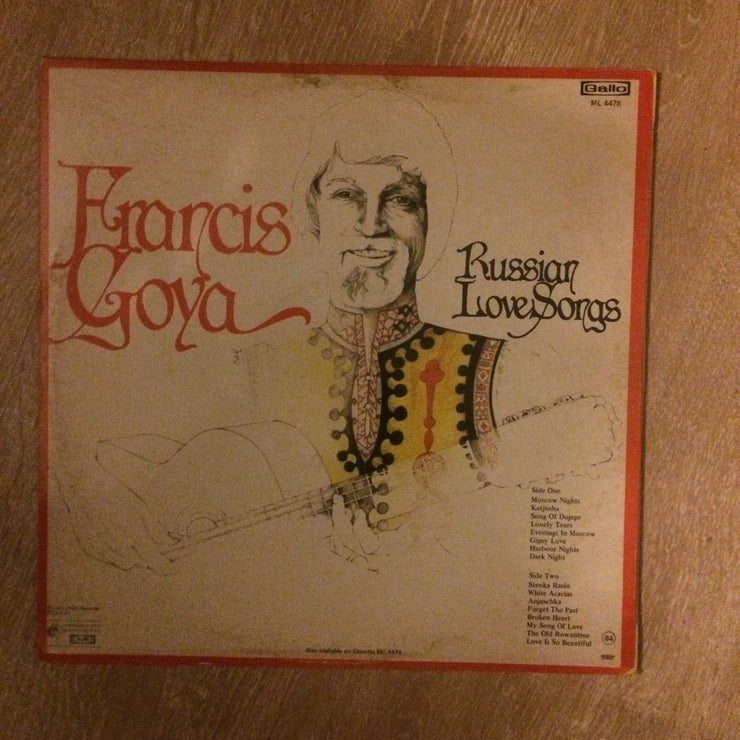 Gallo
ML 4478
Francis
Goya
Russian
Love Songs
Side One
Moscow Nights
Katjusha
Song Of Dnjepr
Lonely Tears
Evenings In Moscow
Gipsy Love
Harbour Nights
Dark Night
Side Two
Stenka Rasin
White Acacias
Anjuschka
Forget The Past
Broken Heart
My Song Of Love
The Old Rowantree
Love Is So Beautiful
84
Also available on Cassette MC 4478